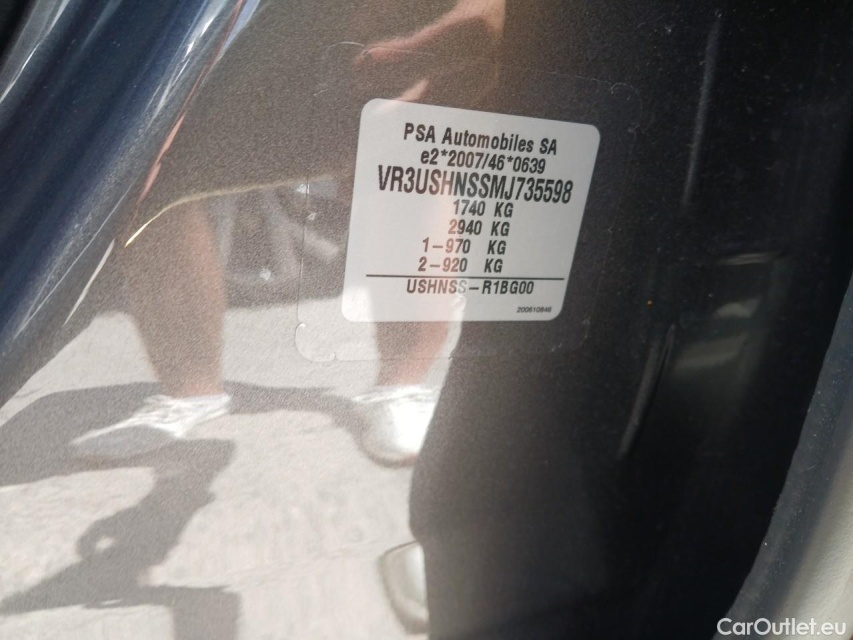 PSA Automobiles SA
e2*2007/46*0639
VR3USHNSSMJ735598
1740 KG
2940 KG
1-970 KG
2-920 KG
USHNSS-R1BG00
200610846
CarOutlet.eu